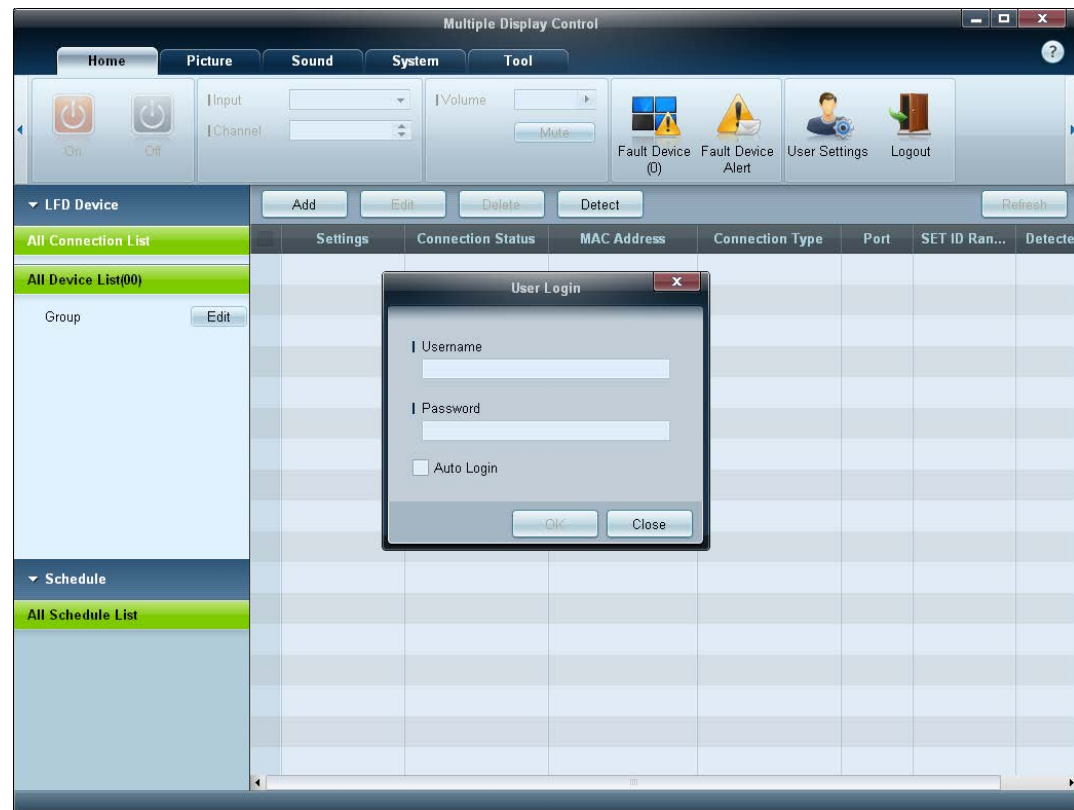 Multiple Display Control
Home Picture Sound System Tool
Input
Volume
Channel
Mute
On Off
Fault Device (0)
Fault Device Alert
User Settings
Logout
LFD Device
Add Edit Delete Detect Refresh
All Connection List
Settings Connection Status MAC Address Connection Type Port SET ID Ran... Detecte
All Device List(00)
Group Edit
User Login
Username
Password
Auto Login
OK Close
Schedule
All Schedule List